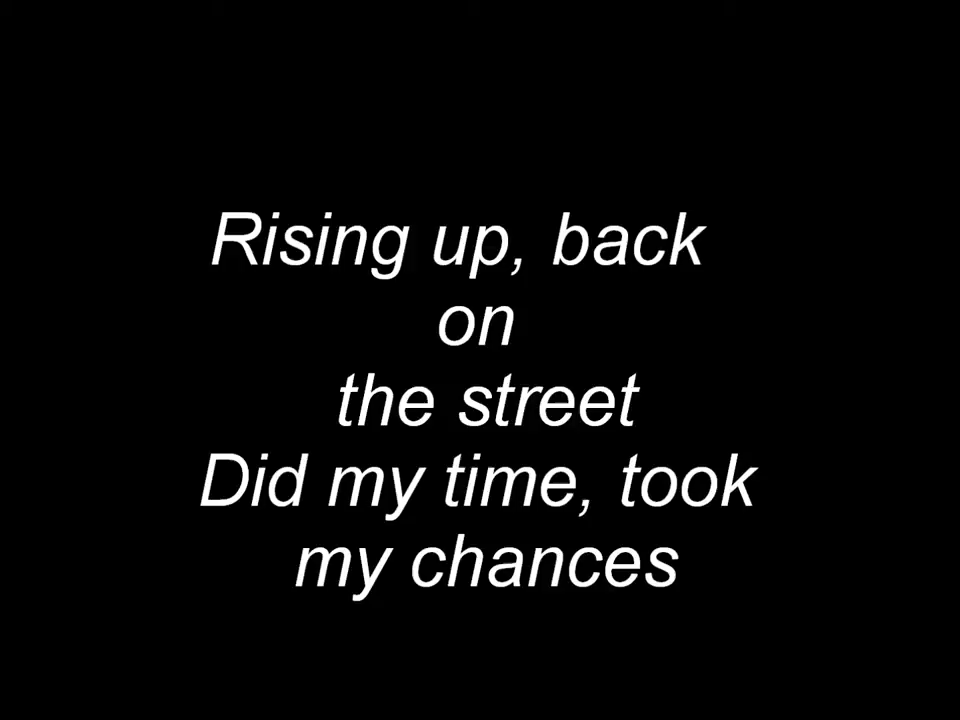 Rising up, back
on
the street
Did my time, took
my chances